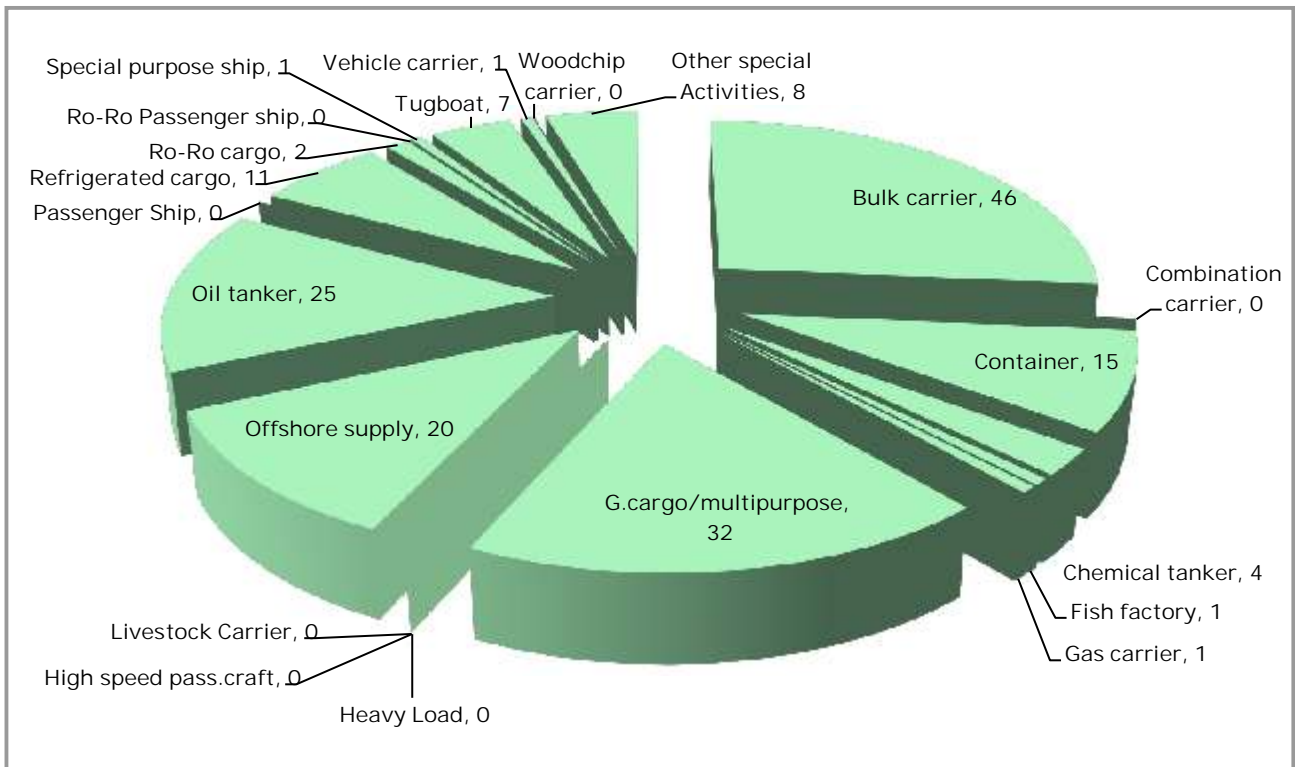 Special purpose ship, 1
Vehicle carrier, 1
Woodchip
carrier, 0
Other special
Activities, 8
Ro-Ro Passenger ship, 0
Tugboat, 7
Ro-Ro cargo, 2
Refrigerated cargo, 11
Passenger Ship, 0
Bulk carrier, 46
Combination
carrier, 0
Oil tanker, 25
Container, 15
Offshore supply, 20
G.cargo/multipurpose,
32
Chemical tanker, 4
Fish factory, 1
Gas carrier, 1
Livestock Carrier, 0
High speed pass.craft, 0
Heavy Load, 0